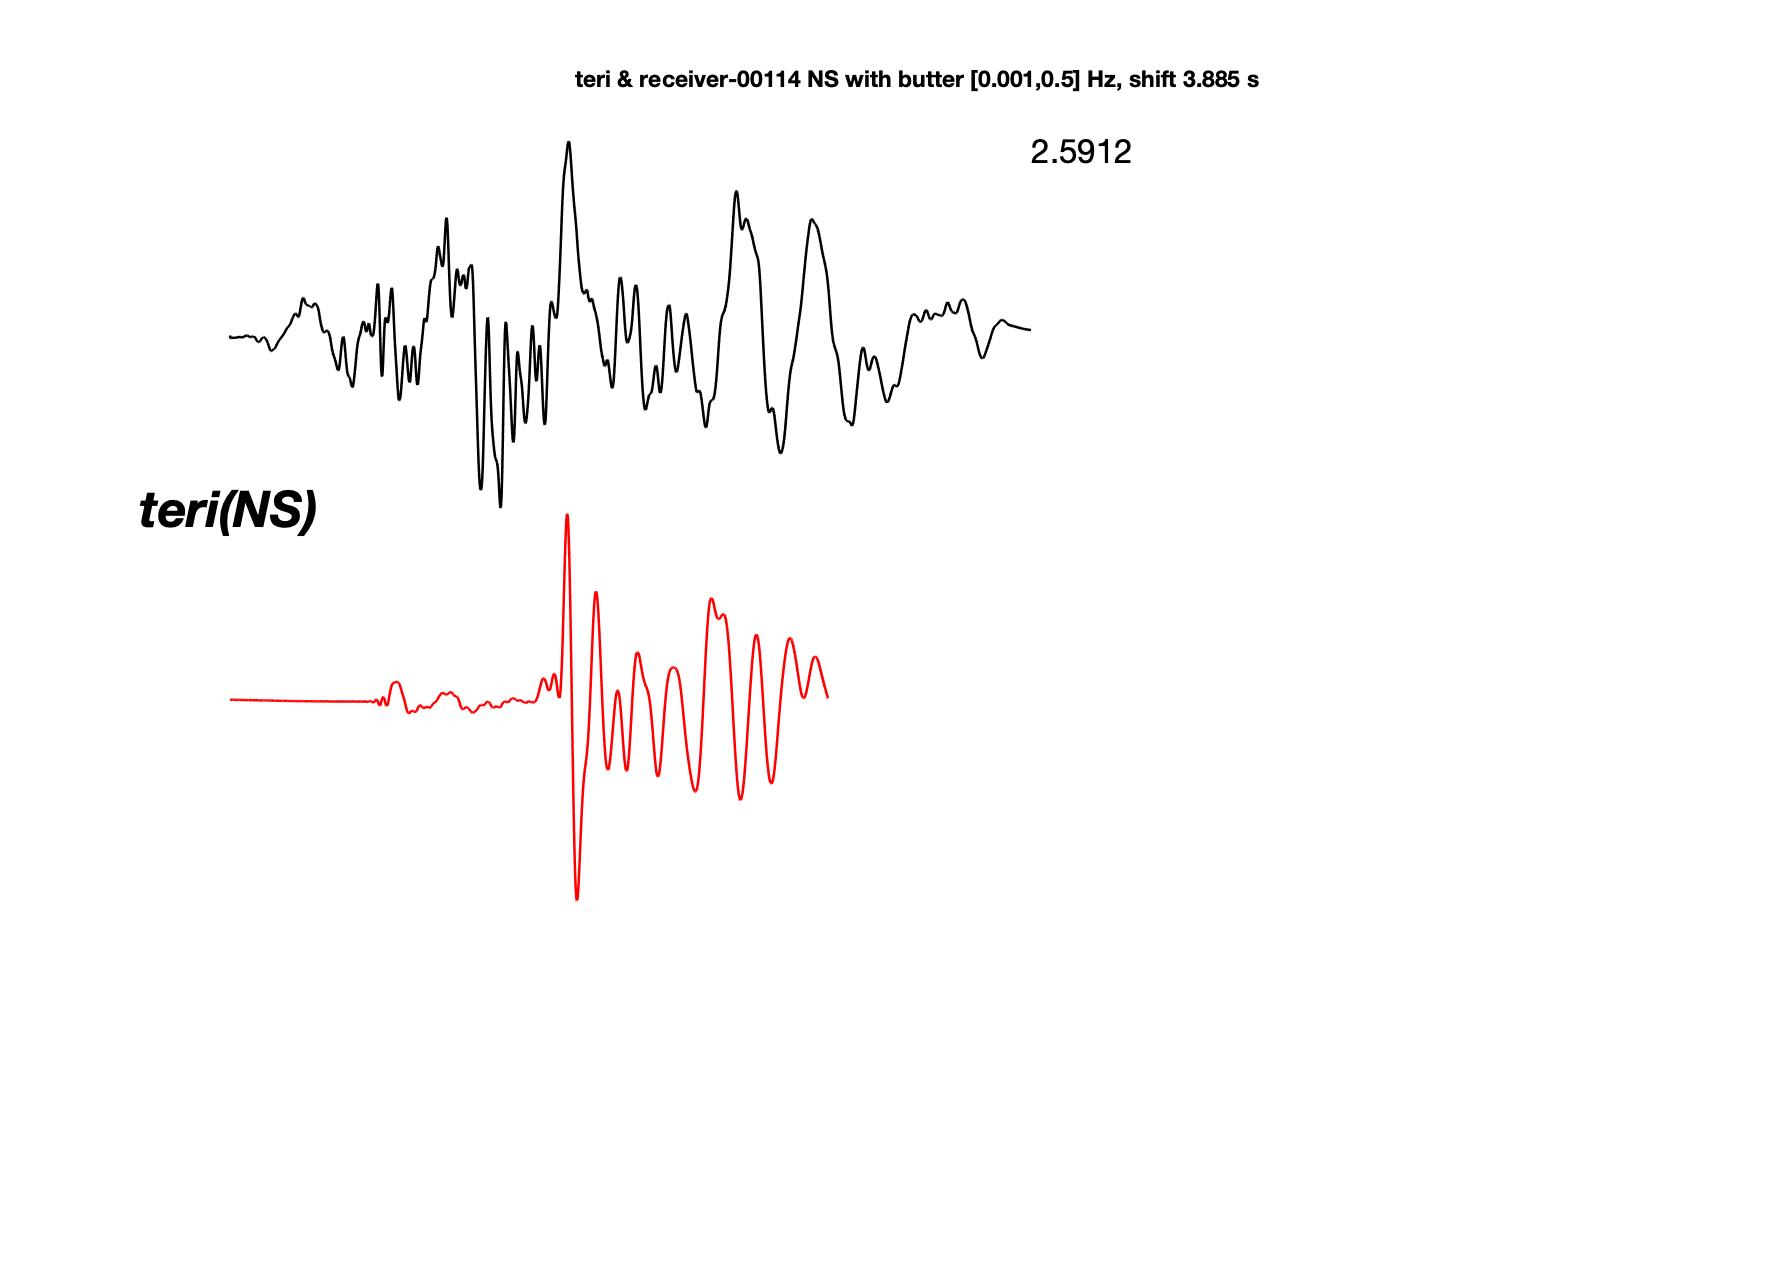 teri & receiver-00114 NS with butter [0.001,0.5] Hz, shift 3.885 s
2.5912
teri(NS)